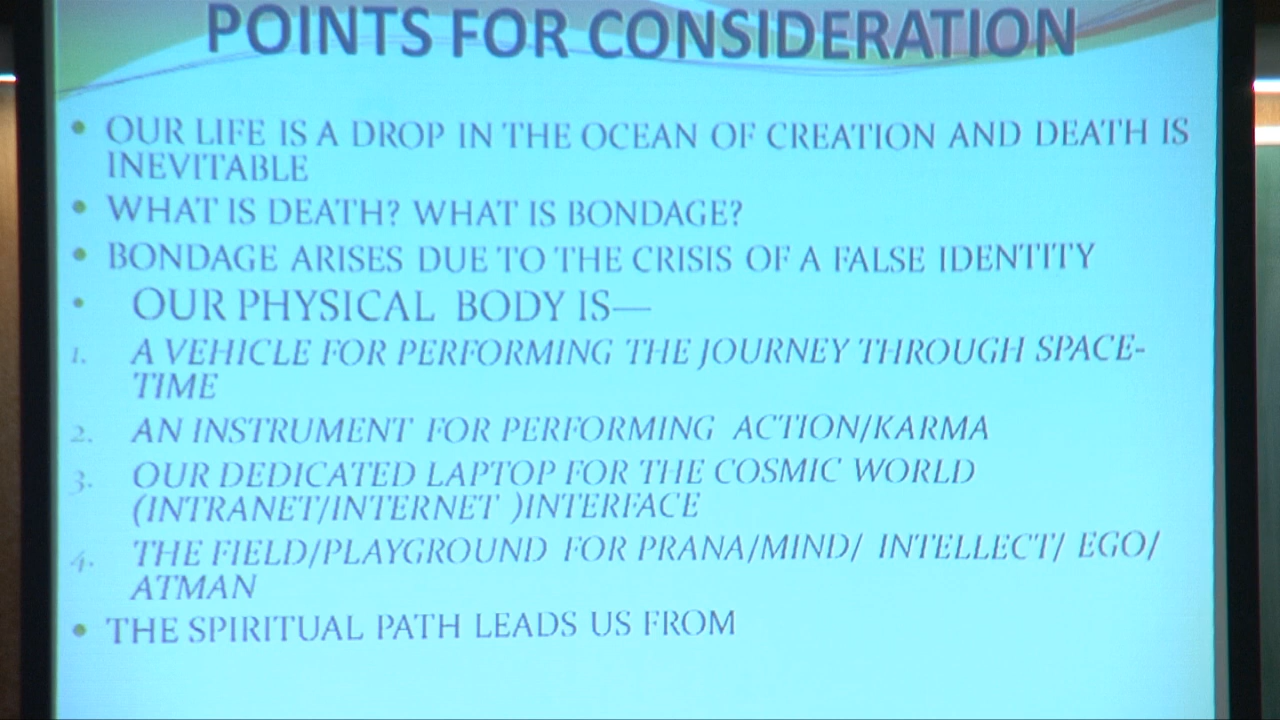 POINTS FOR CONSIDERATION
• OUR LIFE IS A DROP IN THE OCEAN OF CREATION AND DEATH IS
INEVITABLE
• WHAT IS DEATH? WHAT IS BONDAGE?
• BONDAGE ARISES DUE TO THE CRISIS OF A FALSE IDENTITY
• OUR PHYSICAL BODY IS—
1. A VEHICLE FOR PERFORMING THE JOURNEY THROUGH SPACE-
TIME
2. AN INSTRUMENT FOR PERFORMING ACTION/KARMA
3. OUR DEDICATED LAPTOP FOR THE COSMIC WORLD
(INTRANET/INTERNET )INTERFACE
4. THE FIELD/PLAYGROUND FOR PRANA/MIND/ INTELLECT/ EGO/
ATMAN
• THE SPIRITUAL PATH LEADS US FROM